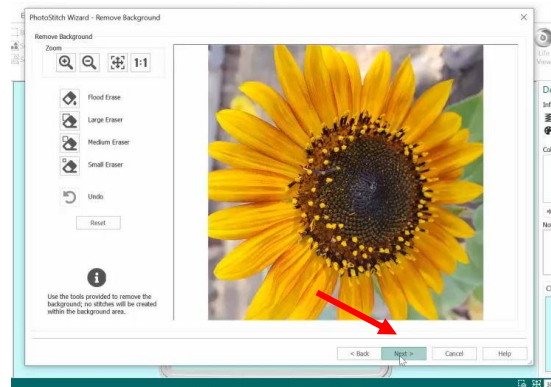 PhotoStitch Wizard - Remove Background
Remove Background
Zoom
1:1
Flood Erase
Large Eraser
Medium Eraser
Small Eraser
Undo
Reset
Use the tools provided to remove the
background; no stitches will be created
within the background area.
< Back
Next >
Cancel
Help